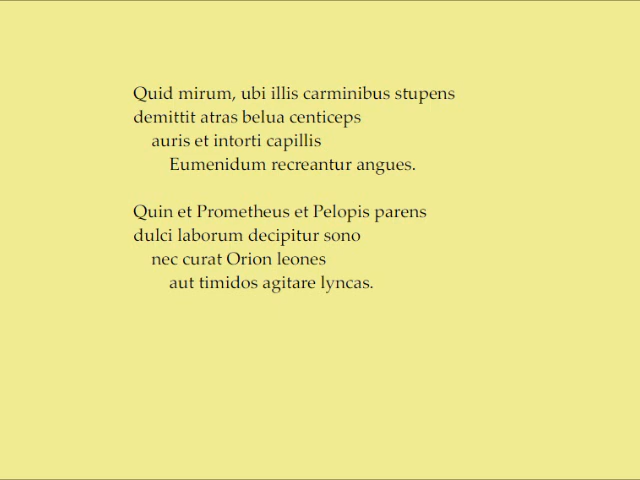 Quid mirum, ubi illis carminibus stupens
demittit atras belua centiceps
auris et intorti capillis
Eumenidum recreantur angues.
Quin et Prometheus et Pelopis parens
dulci laborum decipitur sono
nec curat Orion leones
aut timidos agitare lyncas.